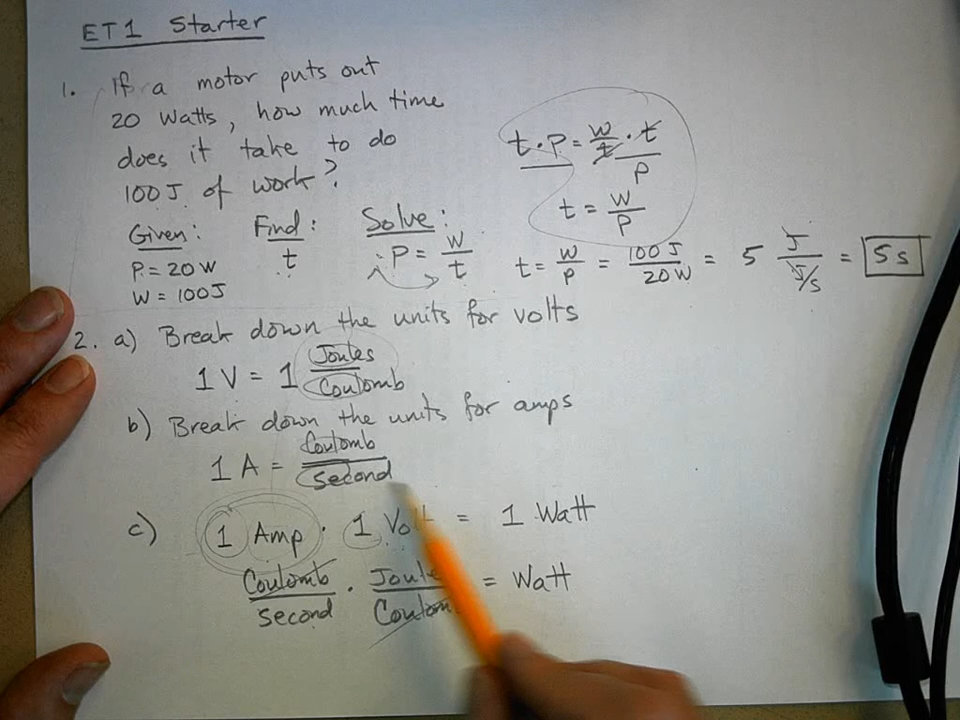 ET1 Starter
1. If a motor puts out
20 Watts, how much time
does it take to do
100 J of work?
t · P = W/t · t/P
t = W/P
Given: Find: Solve:
P = 20 W t P = W/t
W = 100J
t = W/P = 100 J/20 W = 5 J/J/s = 5 s
2. a) Break down the units for volts
1 V = 1 Joules/Coulomb
b) Break down the units for amps
1 A = Coulomb/second
c) 1 Amp · 1 Volt = 1 Watt
Coulomb/second · Joule/Coulomb = Watt